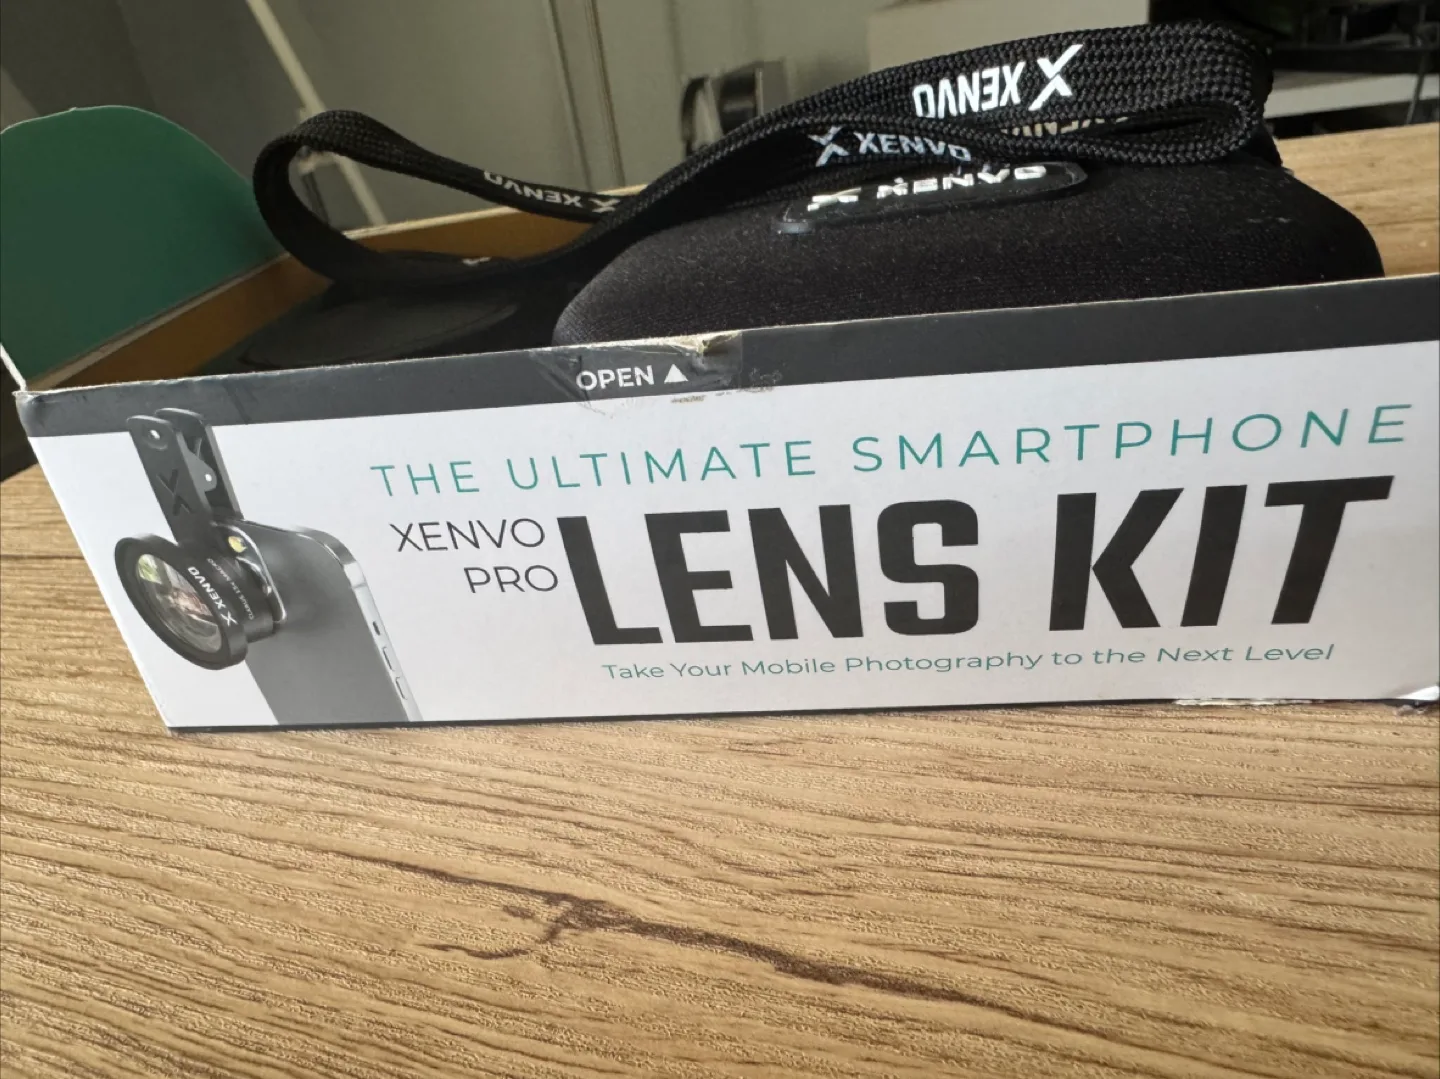 XENVO
XENVO
XENVO
XENVO
OPEN
THE ULTIMATE SMARTPHONE
XENVO
PRO
LENS KIT
Take Your Mobile Photography to the Next Level
XENVO